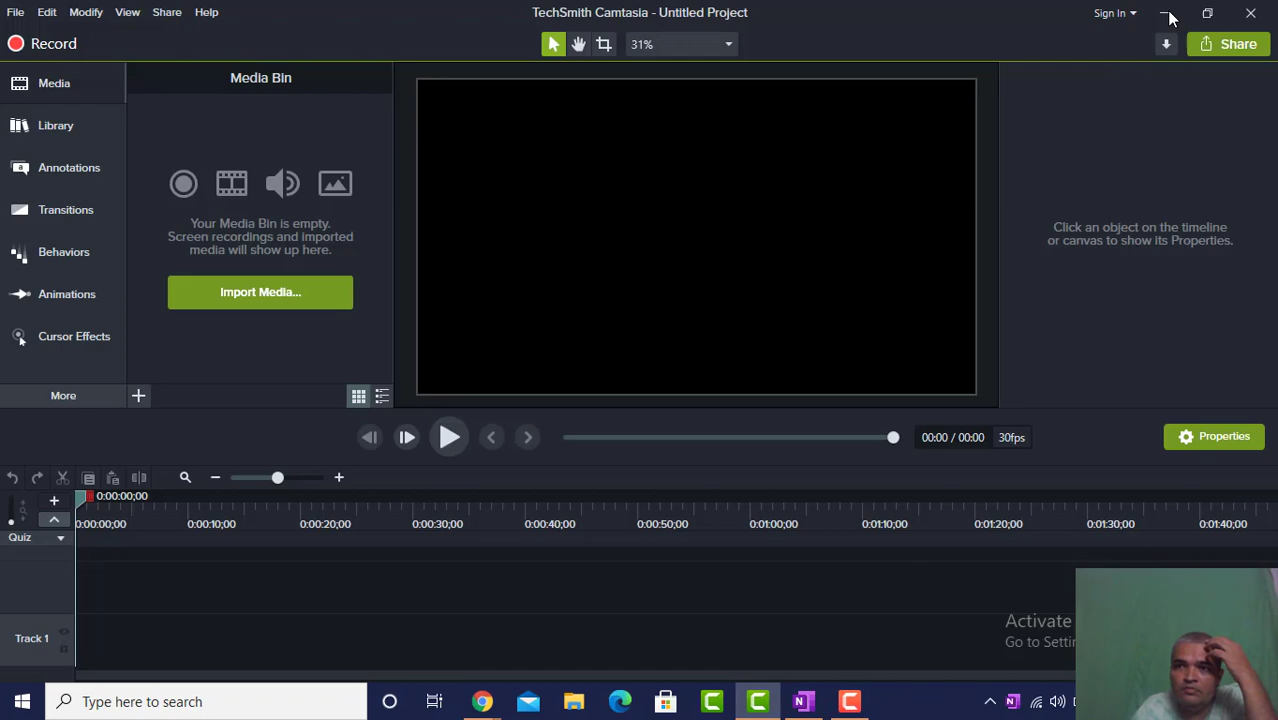 File Edit Modify View Share Help
TechSmith Camtasia - Untitled Project
Sign In
Record
31%
Share
Media
Library
Annotations
Transitions
Behaviors
Animations
Cursor Effects
More
Media Bin
Your Media Bin is empty.
Screen recordings and imported
media will show up here.
Import Media...
Click an object on the timeline
or canvas to show its Properties.
00:00 / 00:00 30fps
Properties
0:00:00;00
0:00:00;00 0:00:10;00 0:00:20;00 0:00:30;00 0:00:40;00 0:00:50;00 0:01:00;00 0:01:10;00 0:01:20;00 0:01:30;00 0:01:40;00
Quiz
Track 1
Activate
Go to
Type here to search